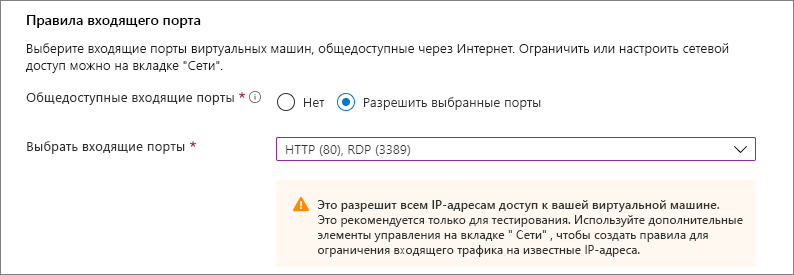 Правила входящего порта
Выберите входящие порты виртуальных машин, общедоступные через Интернет. Ограничить или настроить сетевой
доступ можно на вкладке "Сети".
Общедоступные входящие порты * Нет Разрешить выбранные порты
Выбрать входящие порты * HTTP (80), RDP (3389)
Это разрешит всем IP-адресам доступ к вашей виртуальной машине.
Это рекомендуется только для тестирования. Используйте дополнительные
элементы управления на вкладке " Сети" , чтобы создать правила для
ограничения входящего трафика на известные IP-адреса.